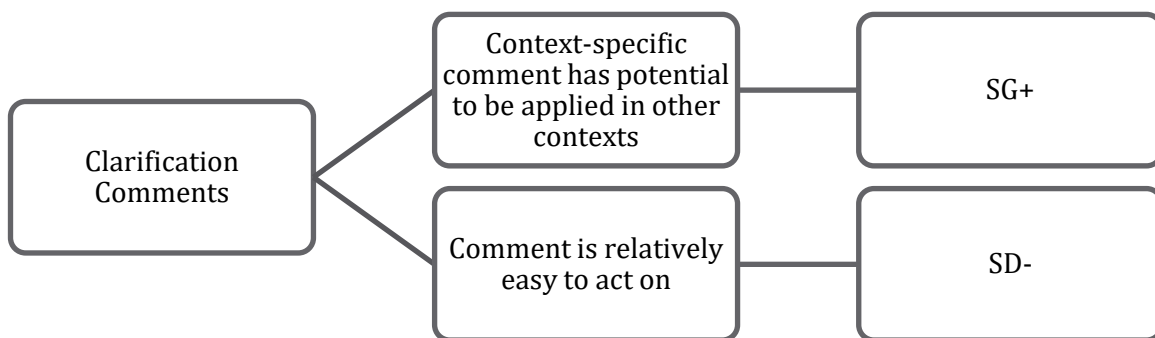 Clarification
Comments
Context-specific
comment has potential
to be applied in other
contexts
SG+
Comment is relatively
easy to act on
SD-